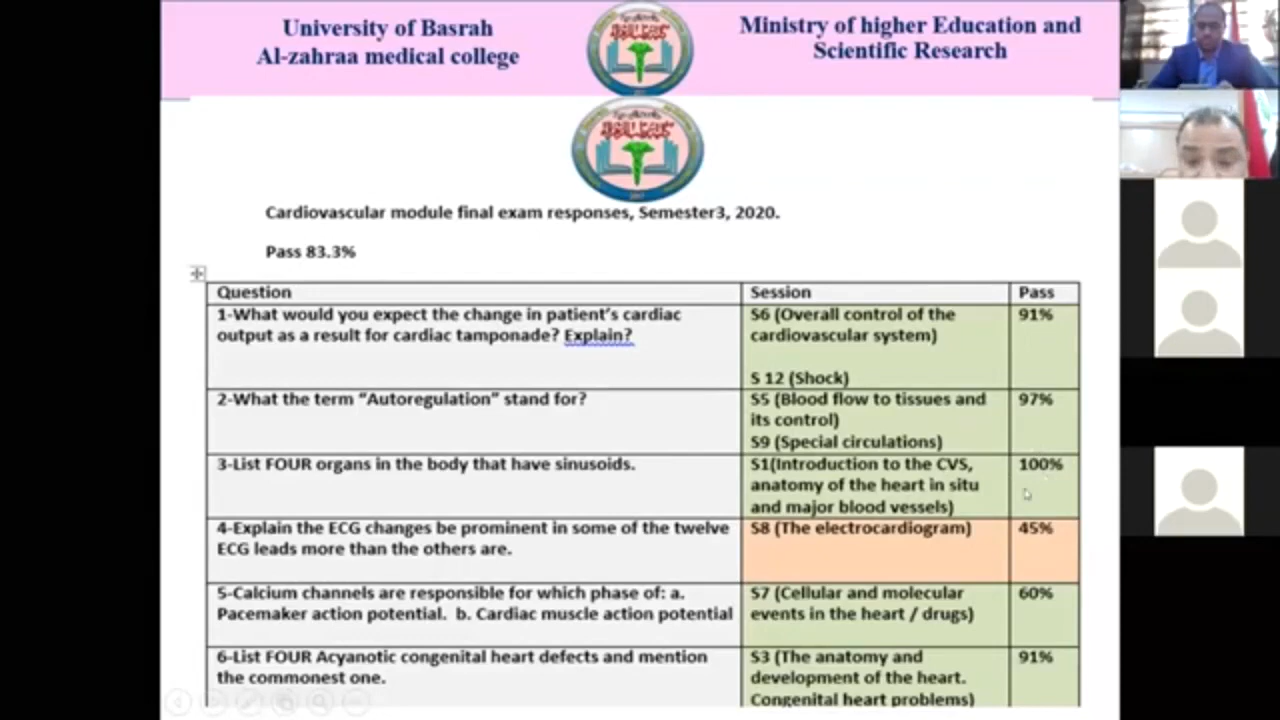 University of Basrah
Al-zahraa medical college
Ministry of higher Education and
Scientific Research
Cardiovascular module final exam responses, Semester3, 2020.
Pass 83.3%
Question
Session
Pass
1-What would you expect the change in patient's cardiac
output as a result for cardiac tamponade? Explain?
S6 (Overall control of the
cardiovascular system)
S 12 (Shock)
91%
2-What the term “Autoregulation” stand for?
S5 (Blood flow to tissues and
its control)
S9 (Special circulations)
97%
3-List FOUR organs in the body that have sinusoids.
S1(Introduction to the CVS,
anatomy of the heart in situ
and major blood vessels)
100%
4-Explain the ECG changes be prominent in some of the twelve
ECG leads more than the others are.
S8 (The electrocardiogram)
45%
5-Calcium channels are responsible for which phase of: a.
Pacemaker action potential.  b. Cardiac muscle action potential
S7 (Cellular and molecular
events in the heart / drugs)
60%
6-List FOUR Acyanotic congenital heart defects and mention
the commonest one.
S3 (The anatomy and
development of the heart.
Congenital heart problems)
91%